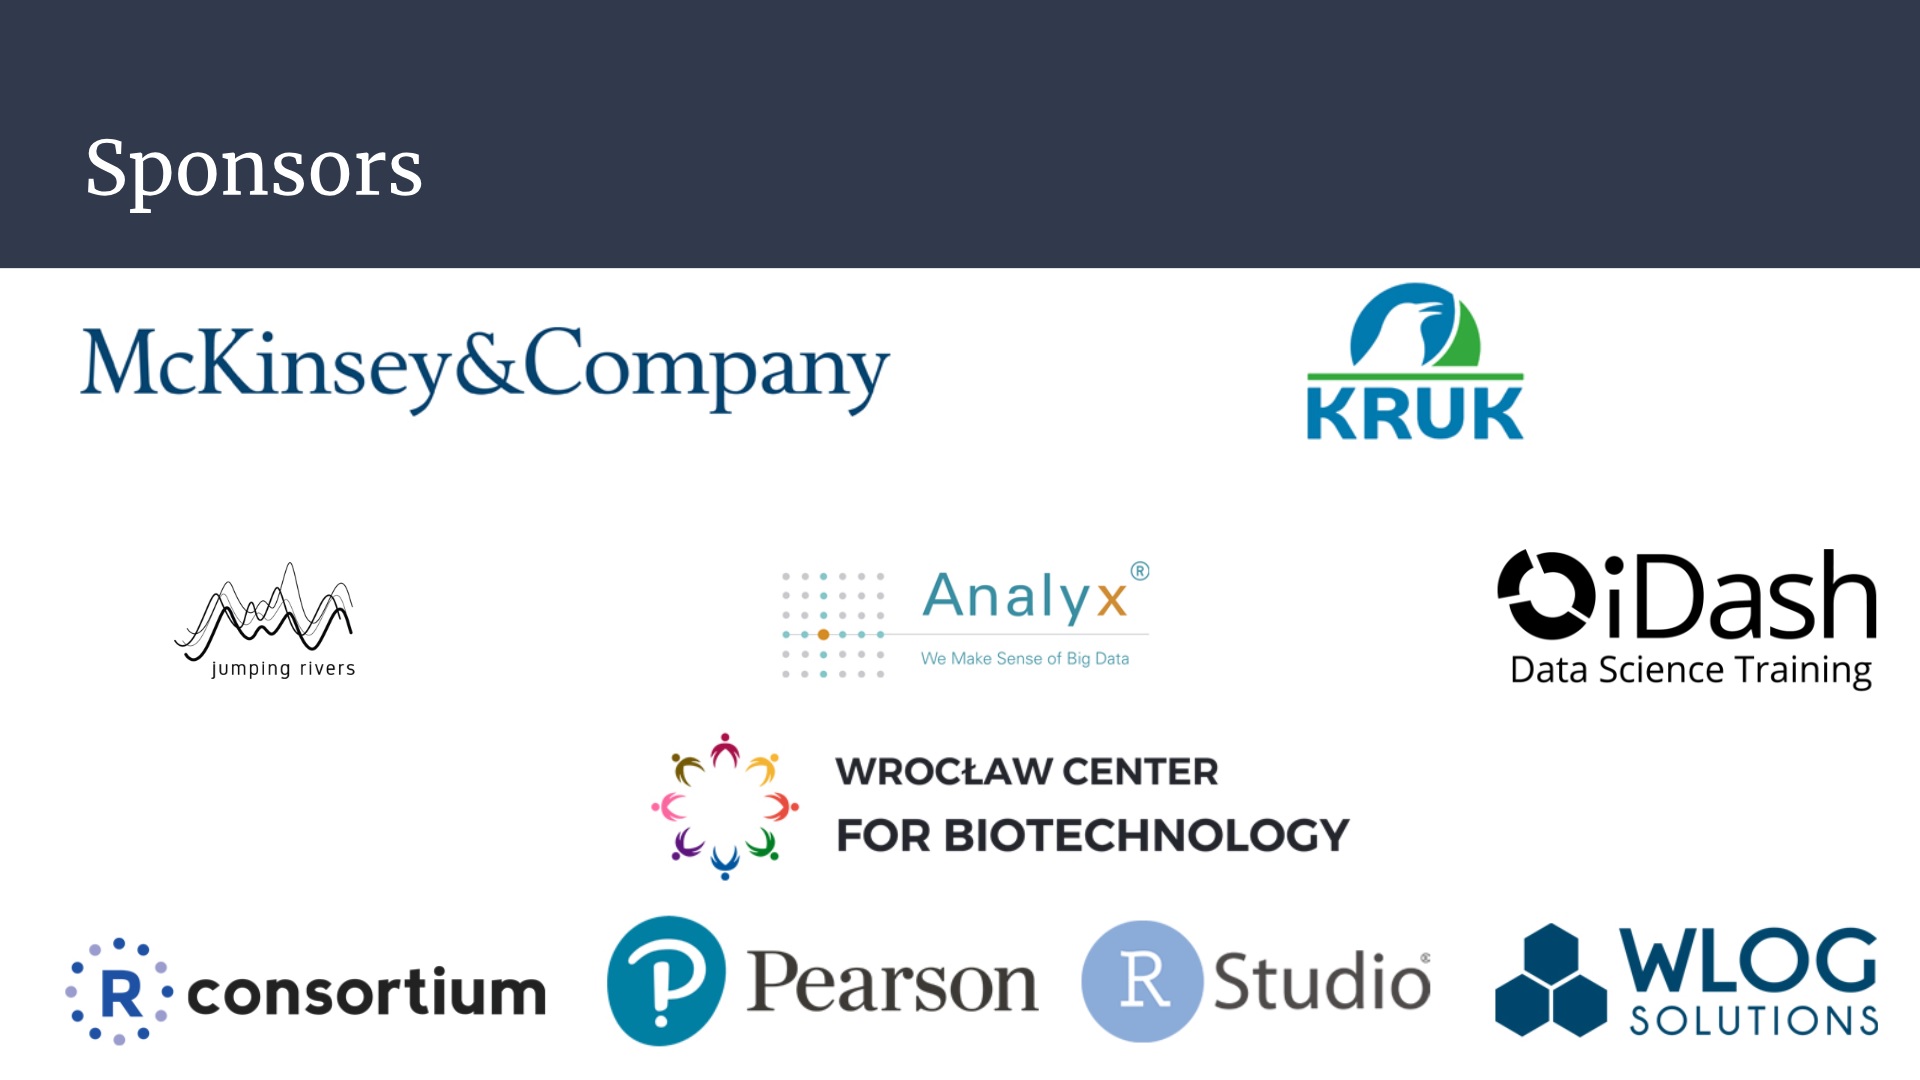 Sponsors
McKinsey&Company
KRUK
jumping rivers
Analyx®
We Make Sense of Big Data
iDash
Data Science Training
WROCŁAW CENTER
FOR BIOTECHNOLOGY
R consortium
P Pearson
R Studio®
WLOG
SOLUTIONS